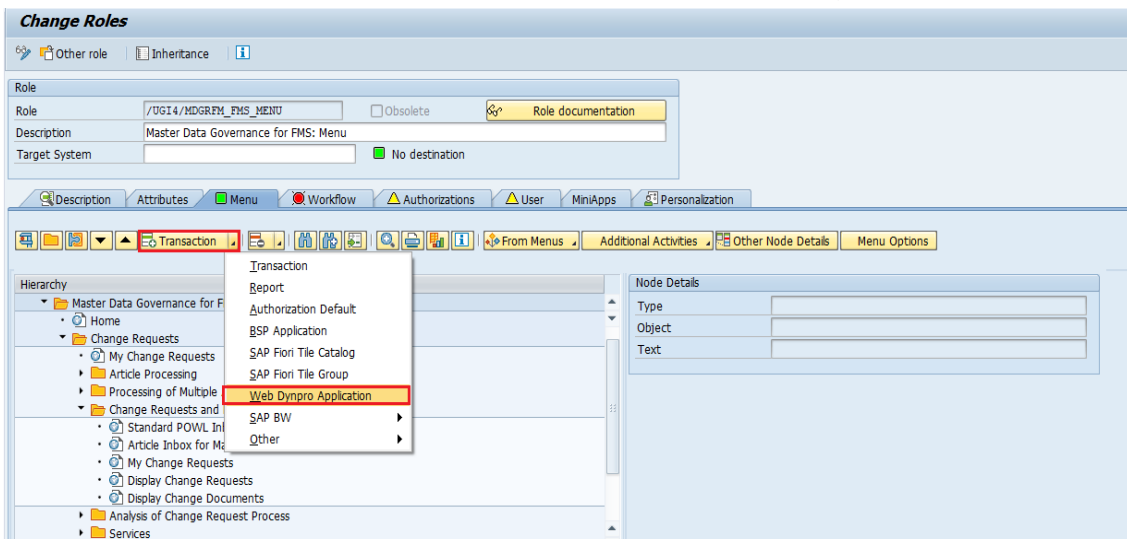 Change Roles
Other role Inheritance
Role
Role /UGI4/MDGRFM_FMS_MENU Obsolete Role documentation
Description Master Data Governance for FMS: Menu
Target System No destination
Description Attributes Menu Workflow Authorizations User MiniApps Personalization
Transaction From Menus Additional Activities Other Node Details Menu Options
Transaction
Report
Authorization Default
BSP Application
SAP Fiori Tile Catalog
SAP Fiori Tile Group
Web Dynpro Application
SAP BW
Other
Hierarchy
Master Data Governance for F
Home
Change Requests
My Change Requests
Article Processing
Processing of Multiple
Change Requests and
Standard POWL In
Article Inbox for Ma
My Change Requests
Display Change Requests
Display Change Documents
Analysis of Change Request Process
Services
Node Details
Type
Object
Text